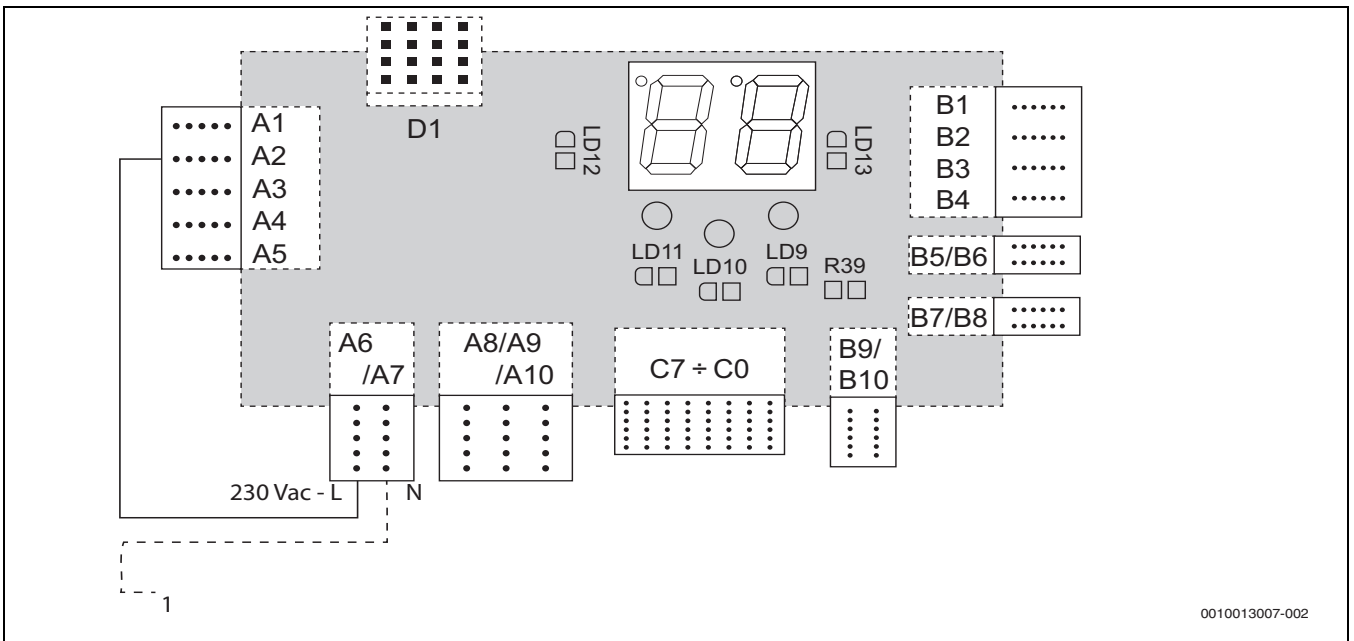 D1
A1
A2
A3
A4
A5
LD12
LD13
B1
B2
B3
B4
B5/B6
B7/B8
LD11
LD10
LD9
R39
A6
/A7
A8/A9
/A10
C7 ÷ C0
B9/
B10
230 Vac - L
N
1
0010013007-002